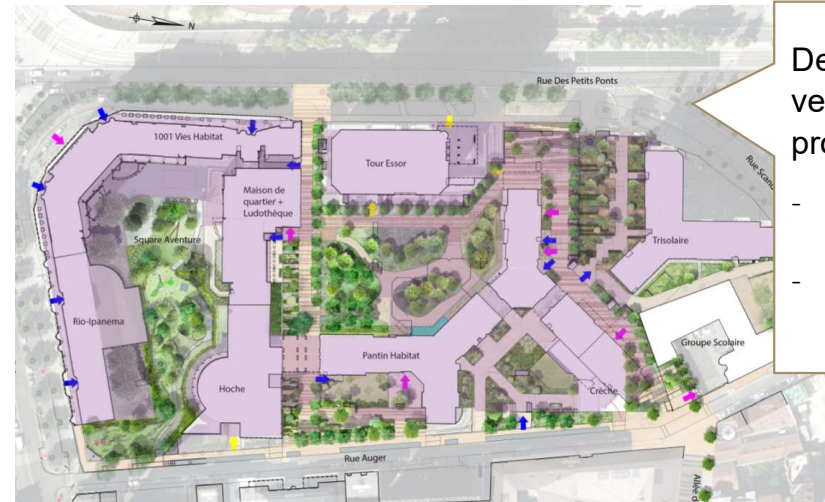 N
Rue Des Petits Ponts
De
ve
pro
-
-
Rue Scan
1001 Vies Habitat
Tour Essor
Maison de
quartier +
Ludothèque
Square Aventure
Trisolaire
Rio-Ipanema
Groupe Scolaire
Pantin Habitat
Hoche
Crèche
Rue Auger
Allée d